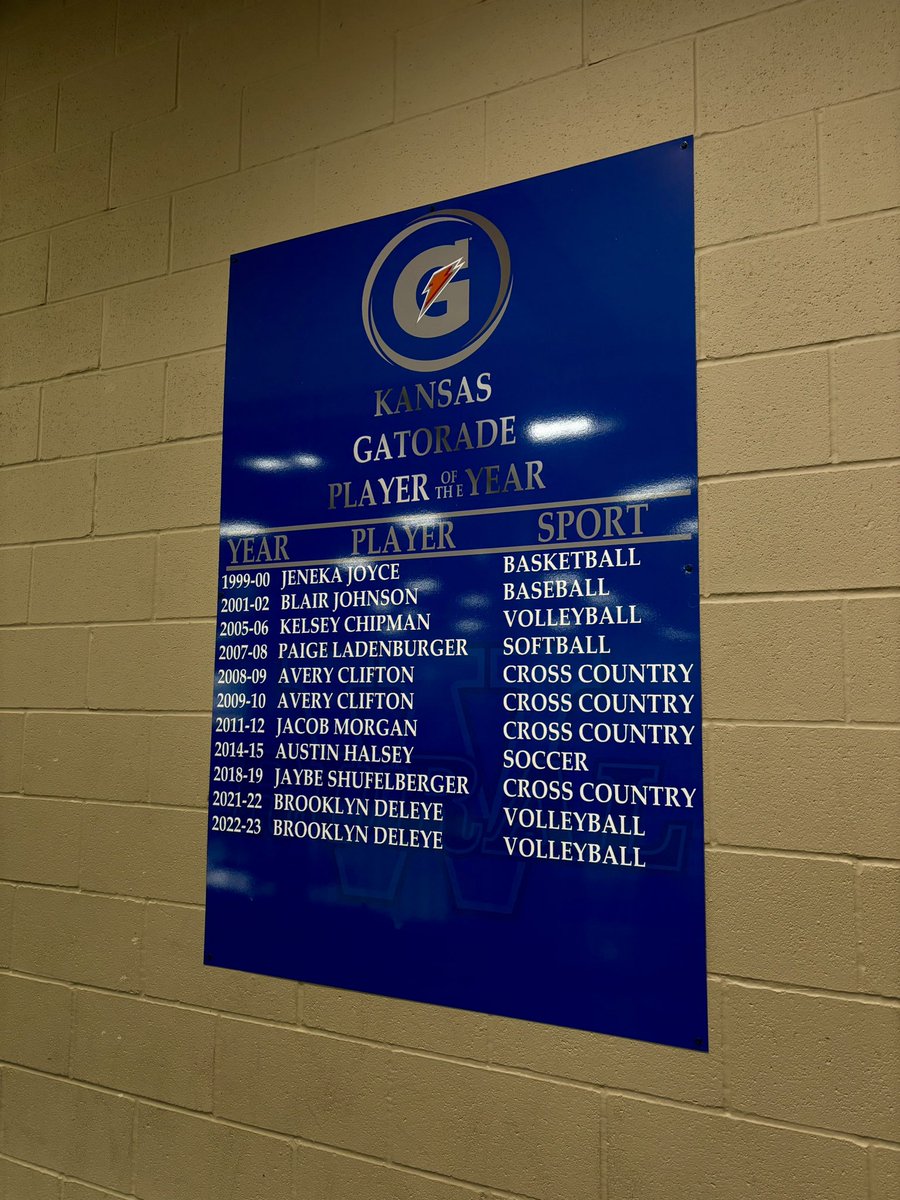 G
KANSAS
GATORADE
PLAYER OF THE YEAR
YEAR PLAYER SPORT
1999-00 JENEKA JOYCE BASKETBALL
2001-02 BLAIR JOHNSON BASEBALL
2005-06 KELSEY CHIPMAN VOLLEYBALL
2007-08 PAIGE LADENBURGER SOFTBALL
2008-09 AVERY CLIFTON CROSS COUNTRY
2009-10 AVERY CLIFTON CROSS COUNTRY
2011-12 JACOB MORGAN CROSS COUNTRY
2014-15 AUSTIN HALSEY SOCCER
2018-19 JAYBE SHUFELBERGER CROSS COUNTRY
2021-22 BROOKLYN DELEYE VOLLEYBALL
2022-23 BROOKLYN DELEYE VOLLEYBALL